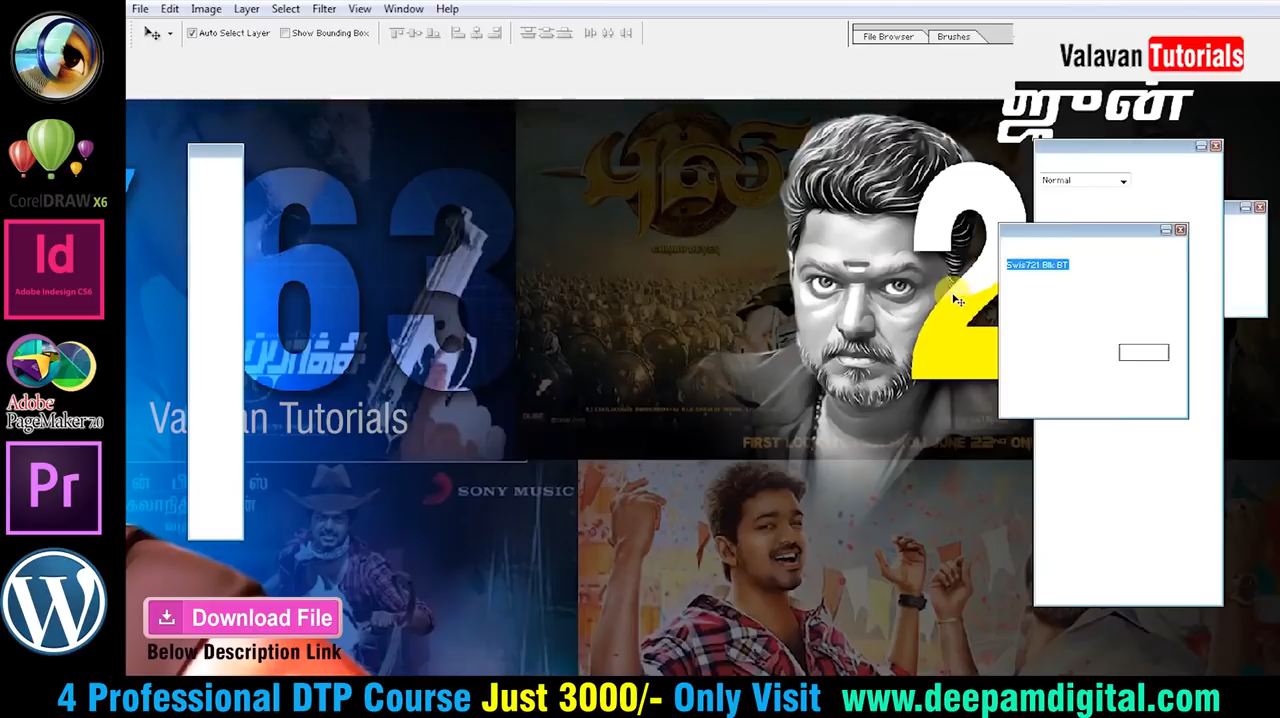 File Edit Image Layer Select Filter View Window Help
Auto Select Layer Show Bounding Box
File Browser Brushes
Valavan Tutorials
ஜுன்
Normal
புலி
63
2
Swis721 Blk BT
CorelDRAW X6
Id
Adobe Indesign CS6
Adobe
PageMaker 7.0
Valavan Tutorials
Pr
SONY MUSIC
Download File
Below Description Link
4 Professional DTP Course Just 3000/- Only Visit www.deepamdigital.com